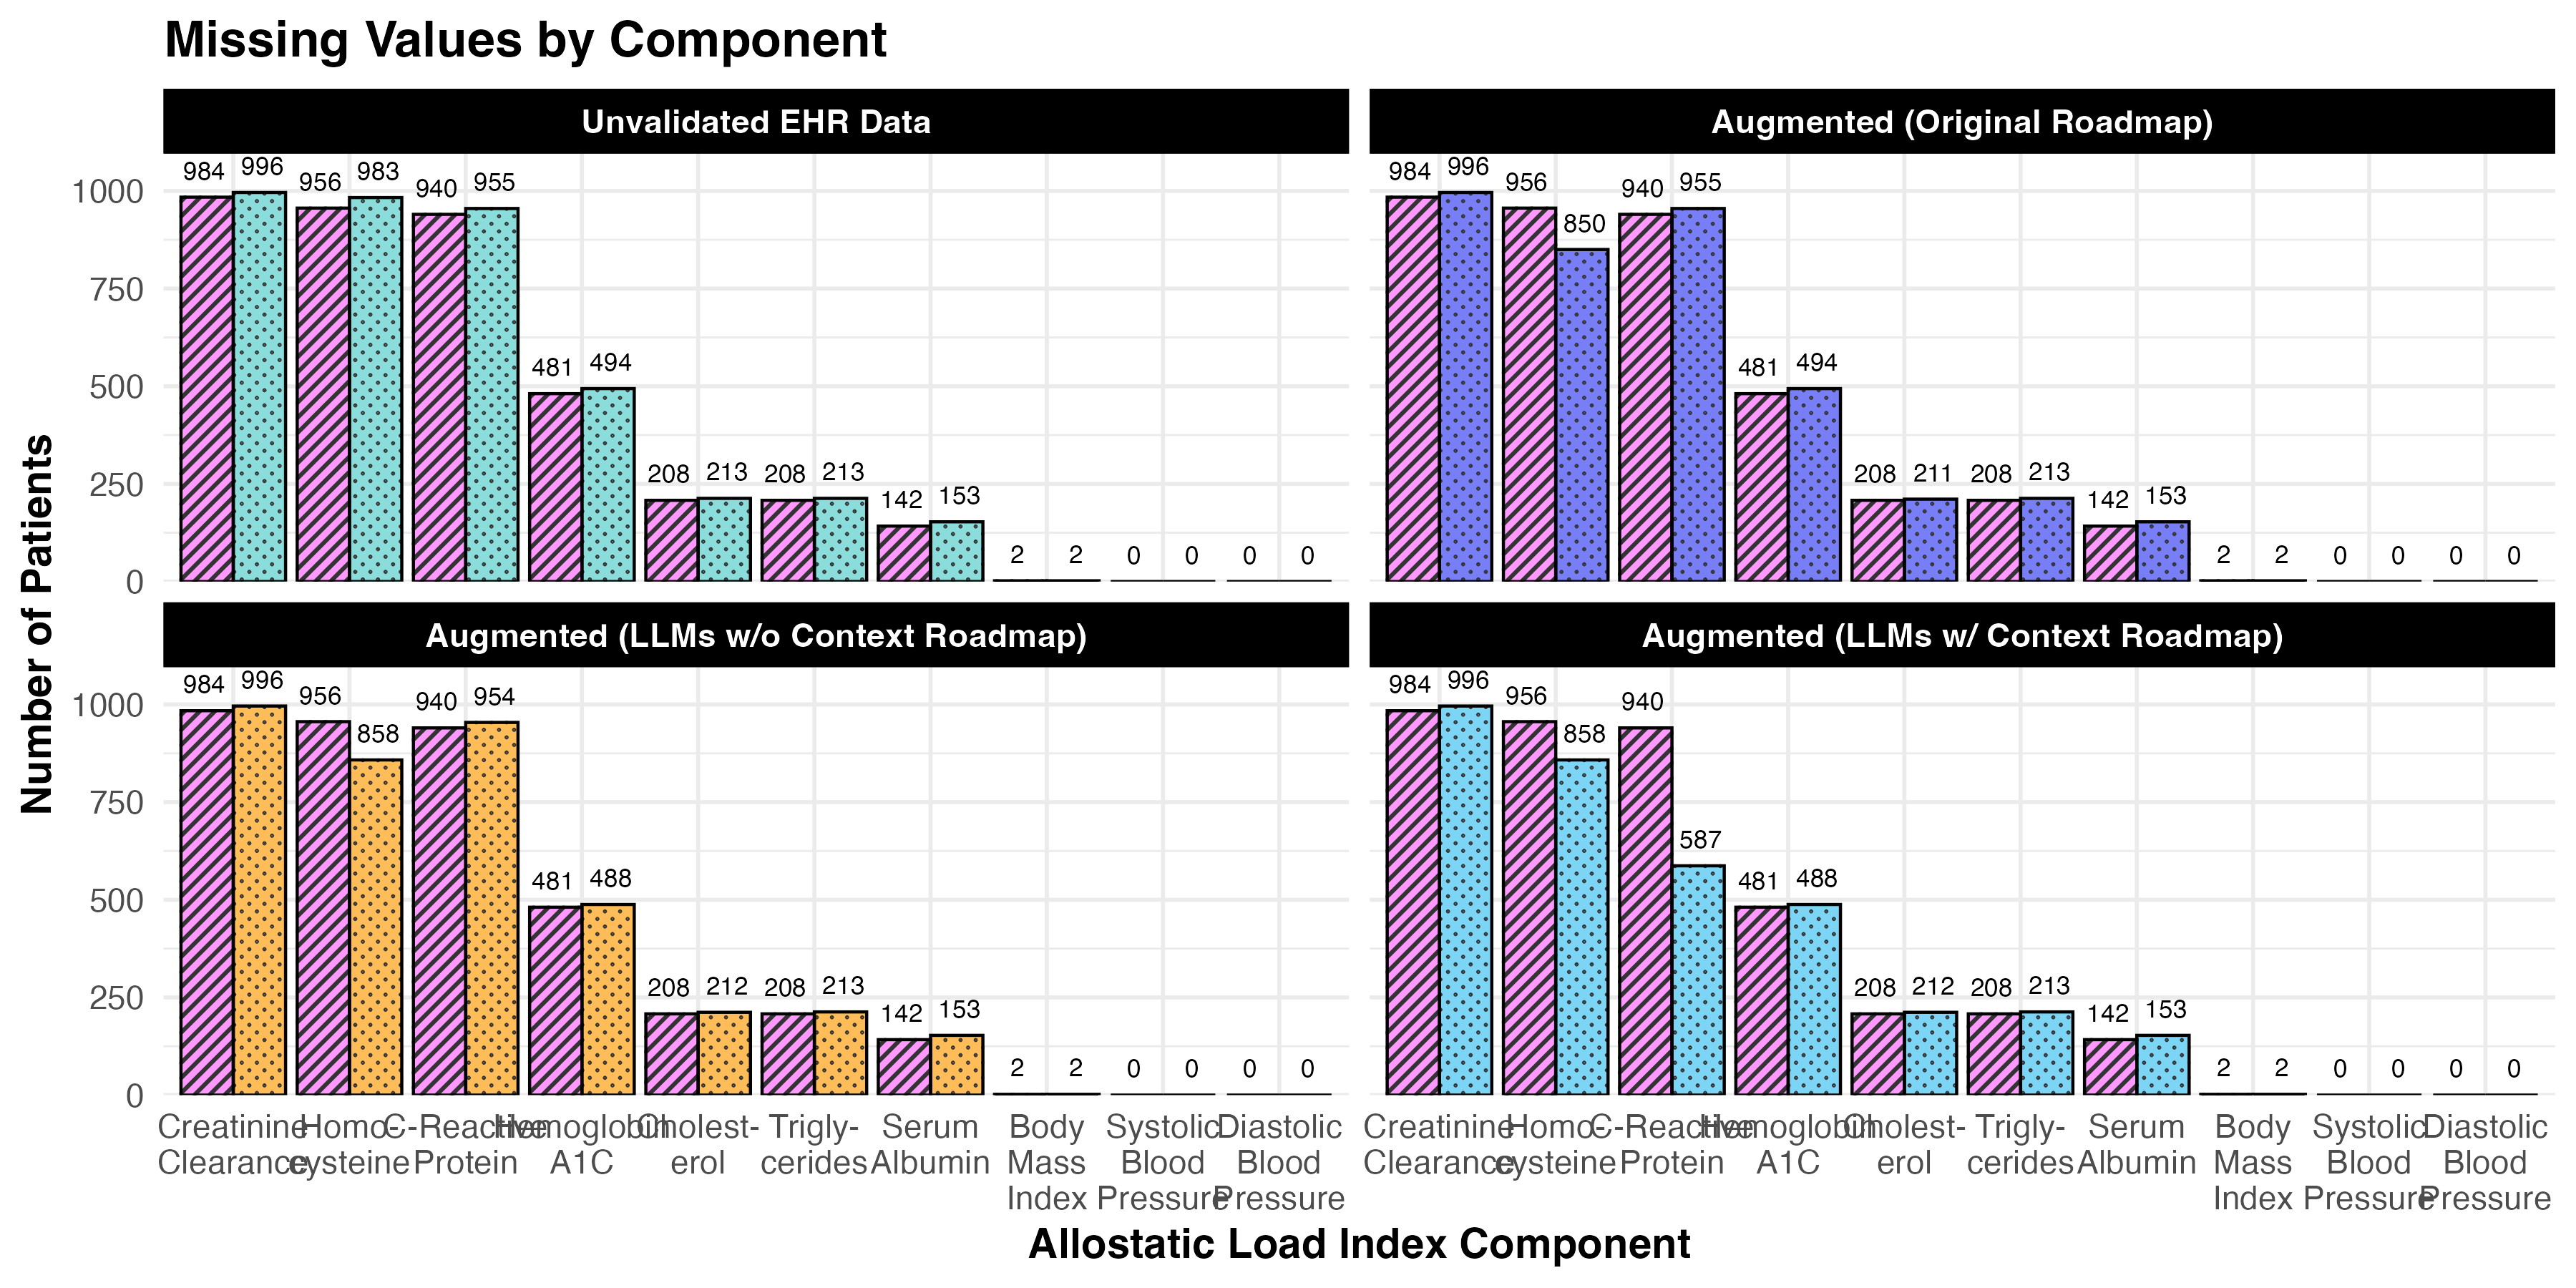 Missing Values by Component
Unvalidated EHR Data
Augmented (Original Roadmap)
Number of Patients
1000
750
500
250
0
984 996 956 983 940 955 481 494 208 213 208 213 142 153 2 2 0 0 0 0
984 996 956 850 940 955 481 494 208 211 208 213 142 153 2 2 0 0 0 0
Augmented (LLMs w/o Context Roadmap)
Augmented (LLMs w/ Context Roadmap)
1000
750
500
250
0
984 996 956 858 940 954 481 488 208 212 208 213 142 153 2 2 0 0 0 0
984 996 956 858 940 587 481 488 208 212 208 213 142 153 2 2 0 0 0 0
Creatinine Homo- C-Reactive Hemoglobin Cholest- Trigly- Serum Body Systolic Diastolic
Clearance cysteine Protein A1C erol cerides Albumin Mass Blood Blood
Index Pressure Pressure
Creatinine Homo- C-Reactive Hemoglobin Cholest- Trigly- Serum Body Systolic Diastolic
Clearance cysteine Protein A1C erol cerides Albumin Mass Blood Blood
Index Pressure Pressure
Allostatic Load Index Component